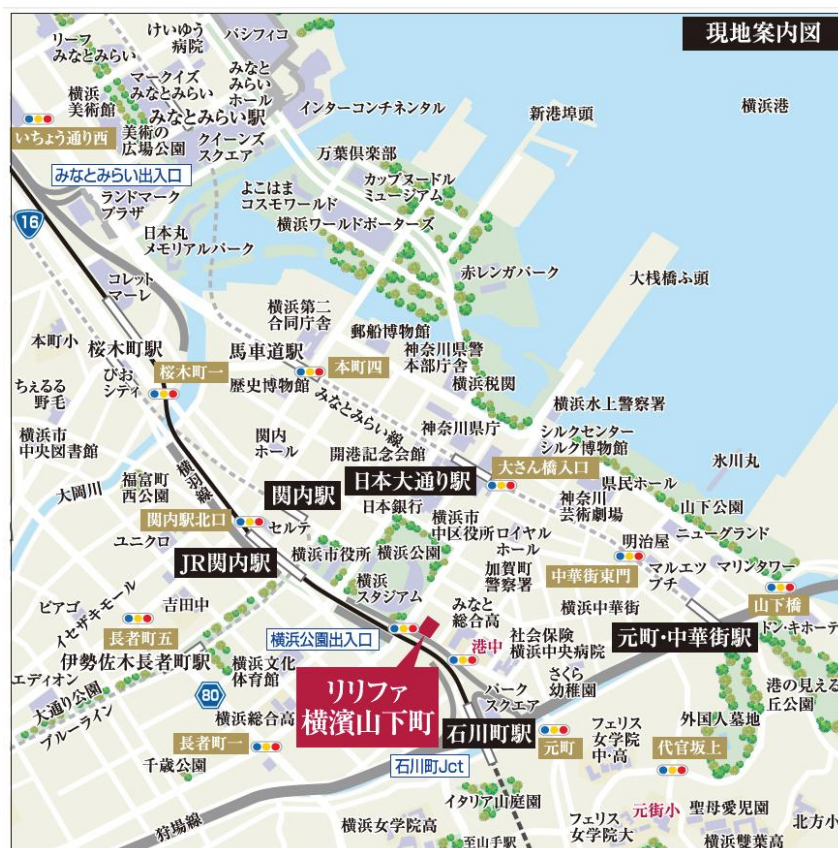 現地案内図
リーフ
みなとみらい
けいゆう
病院
パシフィコ
横浜
美術館
マークイズ
みなとみらい
みなと
みらい
ホール
みなとみらい駅
いちょう通り西
美術の
広場公園
クイーンズ
スクエア
インターコンチネンタル
新港埠頭
横浜港
みなとみらい出入口
万葉倶楽部
カップヌードル
ミュージアム
ランドマーク
プラザ
よこはま
コスモワールド
16
日本丸
メモリアルパーク
横浜ワールドポーターズ
赤レンガパーク
大桟橋ふ頭
コレット
マーレ
横浜第二
合同庁舎
郵船博物館
本町小
桜木町駅
馬車道駅
本町四
神奈川県警
本部庁舎
ぴお
シティ
桜木町一
歴史博物館
みなとみらい線
横浜税関
ちぇるる
野毛
横浜水上警察署
横浜市
中央図書館
関内
ホール
神奈川県庁
開港記念会館
シルクセンター
シルク博物館
横羽線
大岡川
福富町
西公園
関内駅
日本大通り駅
大さん橋入口
県民ホール
氷川丸
関内駅北口
セルテ
日本銀行
神奈川
芸術劇場
山下公園
ユニクロ
JR関内駅
横浜市役所
横浜公園
横浜市
中区役所
ロイヤル
ホール
明治屋
ニューグランド
加賀町
警察署
中華街東門
マルエツ
プチ
マリンタワー
ピアゴ
イセザキモール
吉田中
横浜
スタジアム
みなと
総合高
横浜中華街
山下橋
長者町五
横浜公園出入口
港中
社会保険
横浜中央病院
元町・中華街駅
ドン・キホーテ
伊勢佐木長者町駅
エディオン
横浜文化
体育館
リリファ
横濱山下町
さくら
幼稚園
港の見える
丘公園
大通り公園
ブルーライン
80
横浜総合高
パーク
スクエア
石川町駅
元町
フェリス
女学院
中・高
外国人墓地
代官坂上
長者町一
千歳公園
石川町Jct
イタリア山庭園
元街小
聖母愛児園
狩場線
横浜女学院高
至山手駅
フェリス
女学院大
横浜雙葉高
北方小